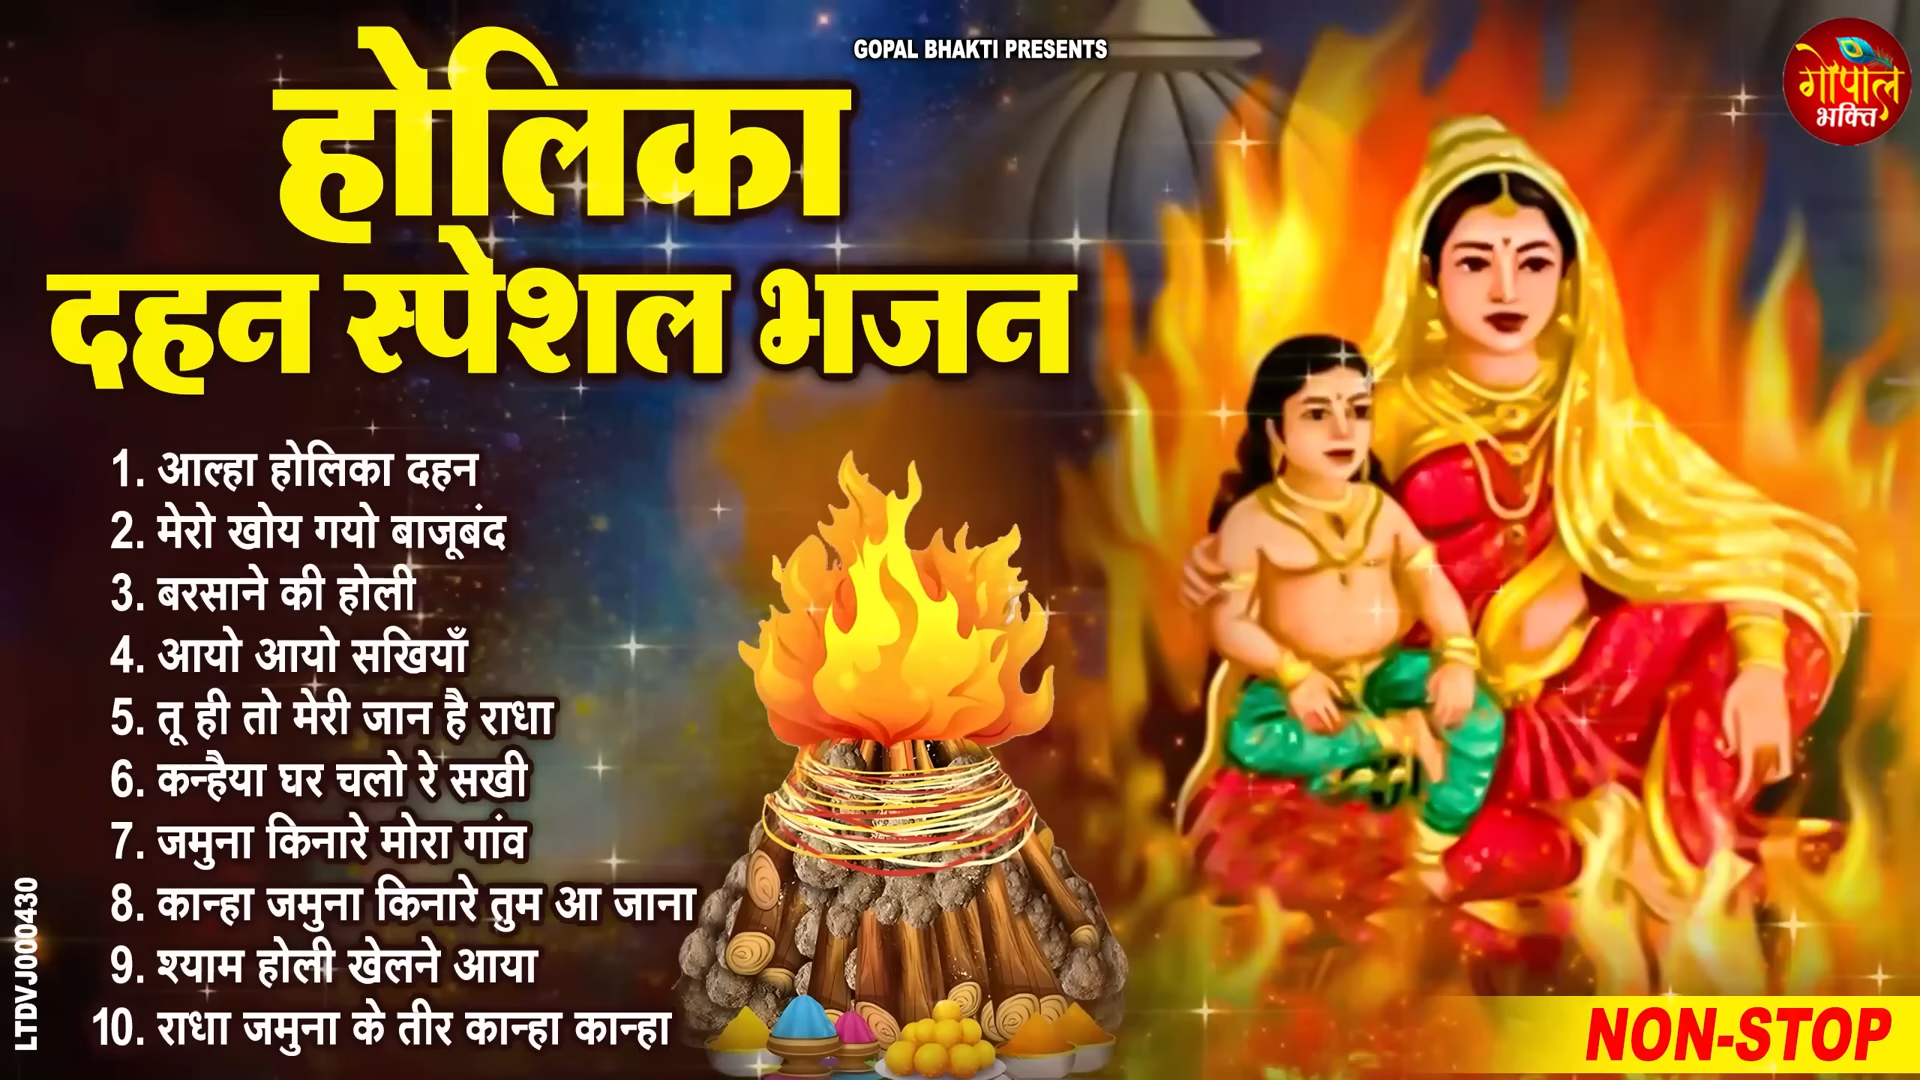 GOPAL BHAKTI PRESENTS
गोपाल
भक्ति
होलिका
दहन स्पेशल भजन
1. आल्हा होलिका दहन
2. मेरो खोय गयो बाजूबंद
3. बरसाने की होली
4. आयो आयो सखियाँ
5. तू ही तो मेरी जान है राधा
6. कन्हैया घर चलो रे सखी
7. जमुना किनारे मोरा गांव
8. कान्हा जमुना किनारे तुम आ जाना
9. श्याम होली खेलने आया
10. राधा जमुना के तीर कान्हा कान्हा
LTDVJ000430
NON-STOP